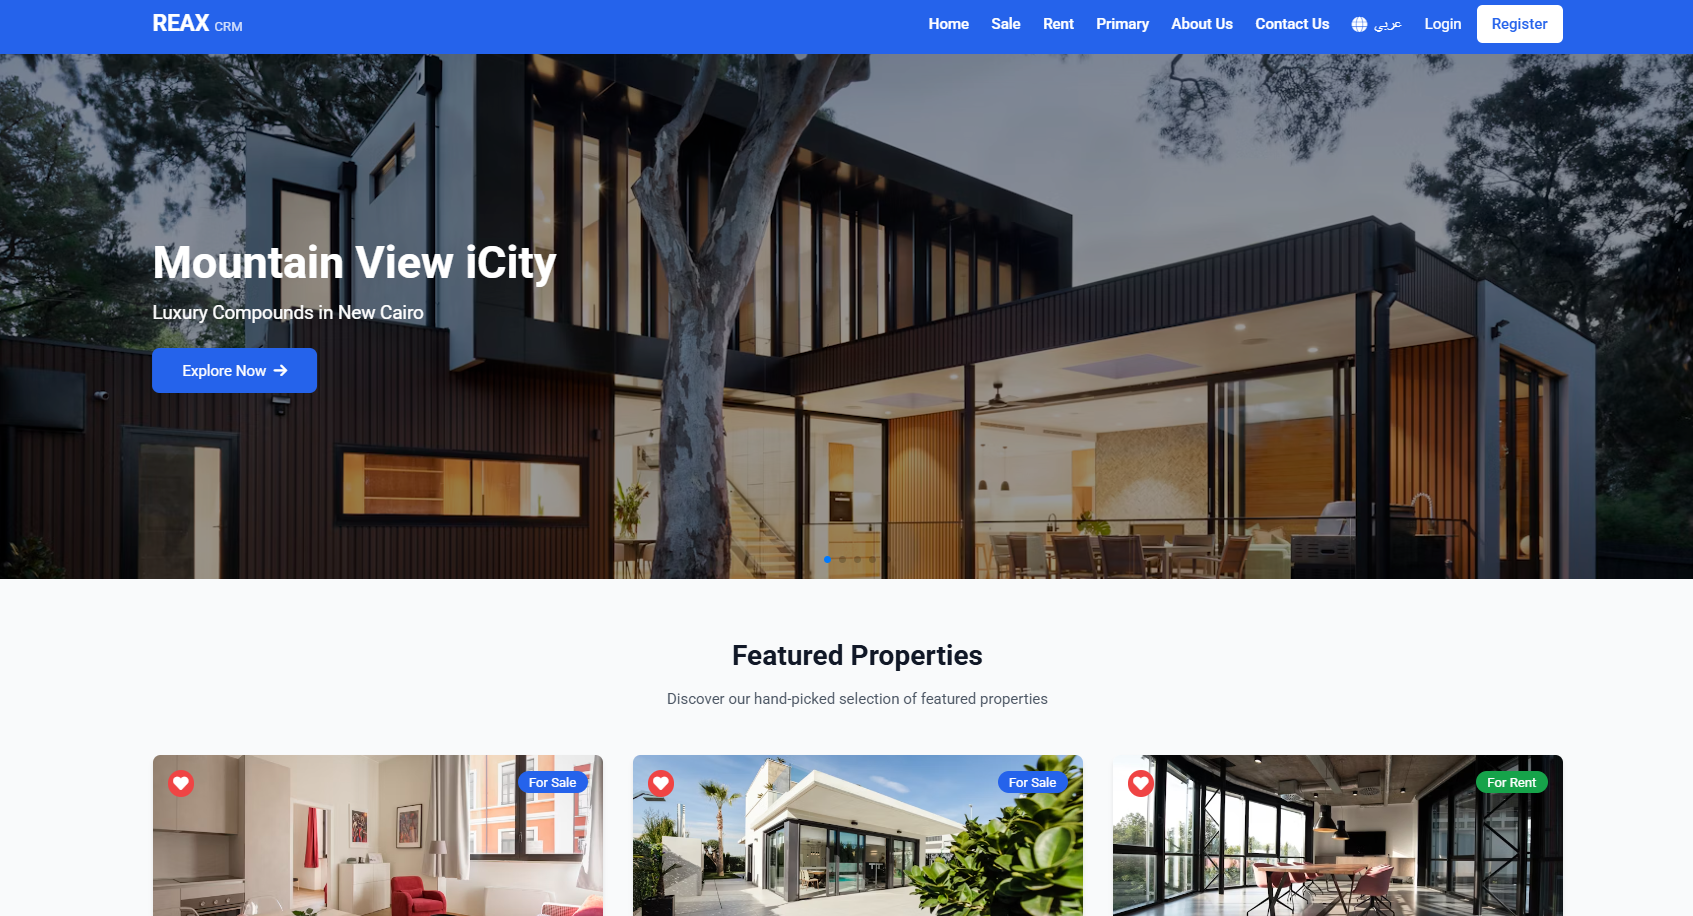 REAX CRM
Home Sale Rent Primary About Us Contact Us عربي Login Register
Mountain View iCity
Luxury Compounds in New Cairo
Explore Now
Featured Properties
Discover our hand-picked selection of featured properties
For Sale
For Sale
For Rent